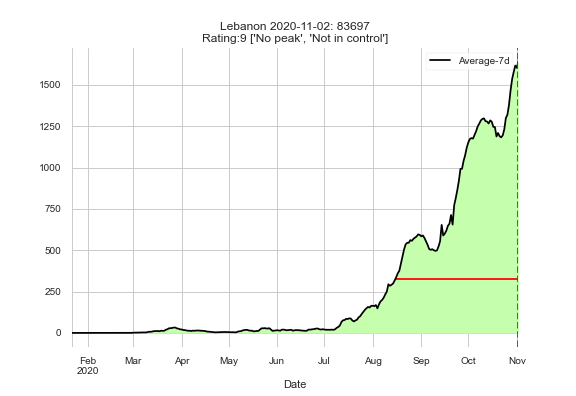 Lebanon 2020-11-02: 83697
Rating:9 ['No peak', 'Not in control']
Average-7d
1500
1250
1000
750
500
250
0
Feb Mar Apr May Jun Jul Aug Sep Oct Nov
2020
Date